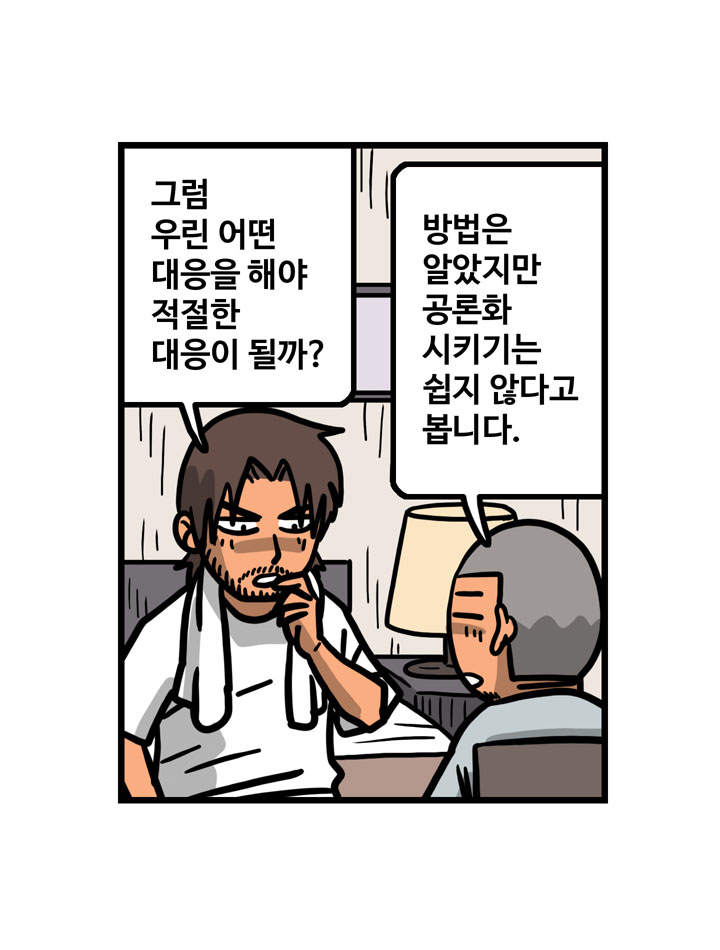 그럼
우린 어떤
대응을 해야
적절한
대응이 될까?
방법은
알았지만
공론화
시키기는
쉽지 않다고
봅니다.